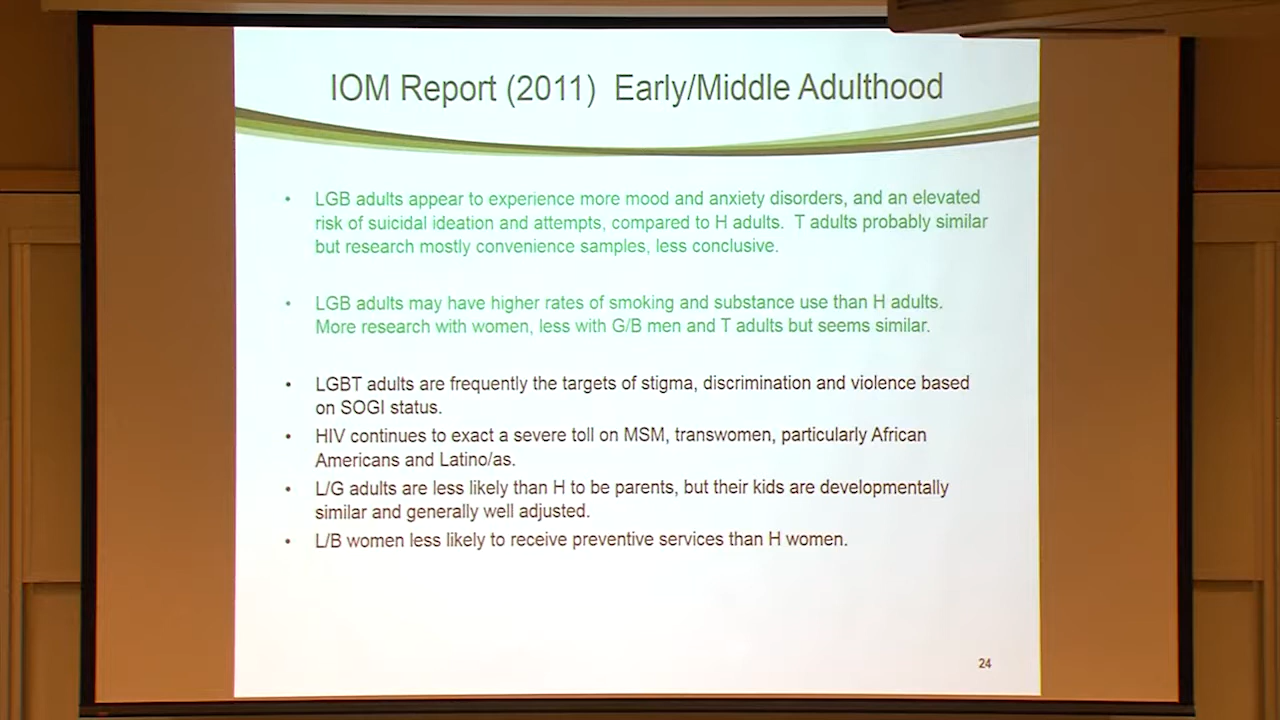 IOM Report (2011) Early/Middle Adulthood
• LGB adults appear to experience more mood and anxiety disorders, and an elevated
risk of suicidal ideation and attempts, compared to H adults. T adults probably similar
but research mostly convenience samples, less conclusive.
• LGB adults may have higher rates of smoking and substance use than H adults.
More research with women, less with G/B men and T adults but seems similar.
• LGBT adults are frequently the targets of stigma, discrimination and violence based
on SOGI status.
• HIV continues to exact a severe toll on MSM, transwomen, particularly African
Americans and Latino/as.
• L/G adults are less likely than H to be parents, but their kids are developmentally
similar and generally well adjusted.
• L/B women less likely to receive preventive services than H women.
24